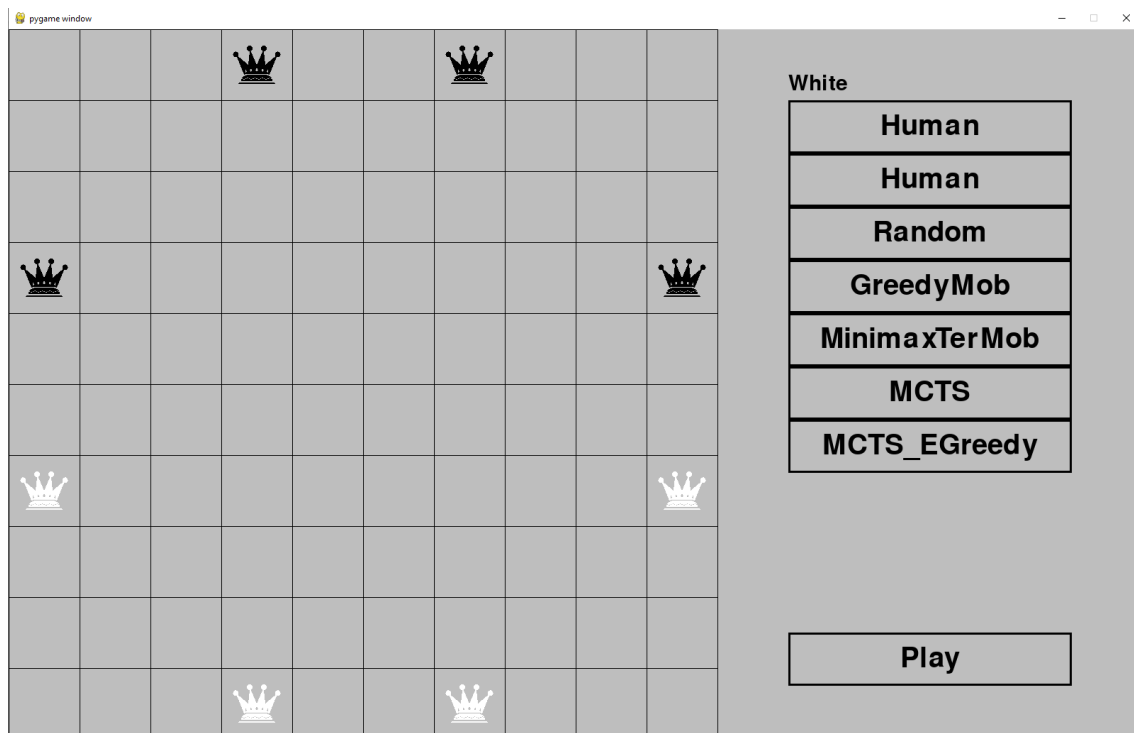 pygame window
White
Human
Human
Random
GreedyMob
MinimaxTerMob
MCTS
MCTS_EGreedy
Play